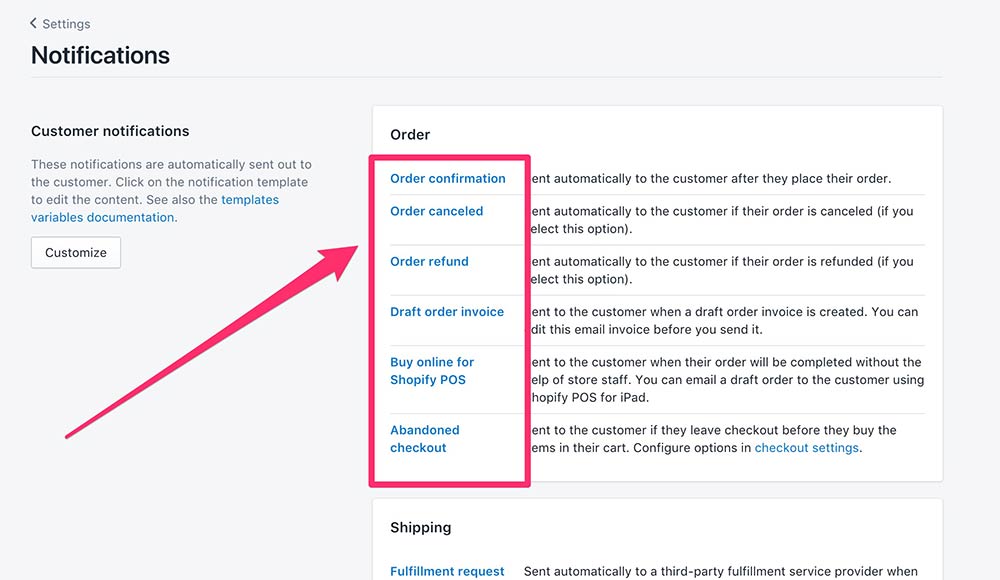 Settings
Notifications
Customer notifications
These notifications are automatically sent out to
the customer. Click on the notification template
to edit the content. See also the templates
variables documentation.
Customize
Order
Order confirmation ent automatically to the customer after they place their order.
Order canceled ent automatically to the customer if their order is canceled (if you
elect this option).
Order refund ent automatically to the customer if their order is refunded (if you
elect this option).
Draft order invoice ent to the customer when a draft order invoice is created. You can
dit this email invoice before you send it.
Buy online for ent to the customer when their order will be completed without the
Shopify POS elp of store staff. You can email a draft order to the customer using
hopify POS for iPad.
Abandoned ent to the customer if they leave checkout before they buy the
checkout ems in their cart. Configure options in checkout settings.
Shipping
Fulfillment request Sent automatically to a third-party fulfillment service provider when